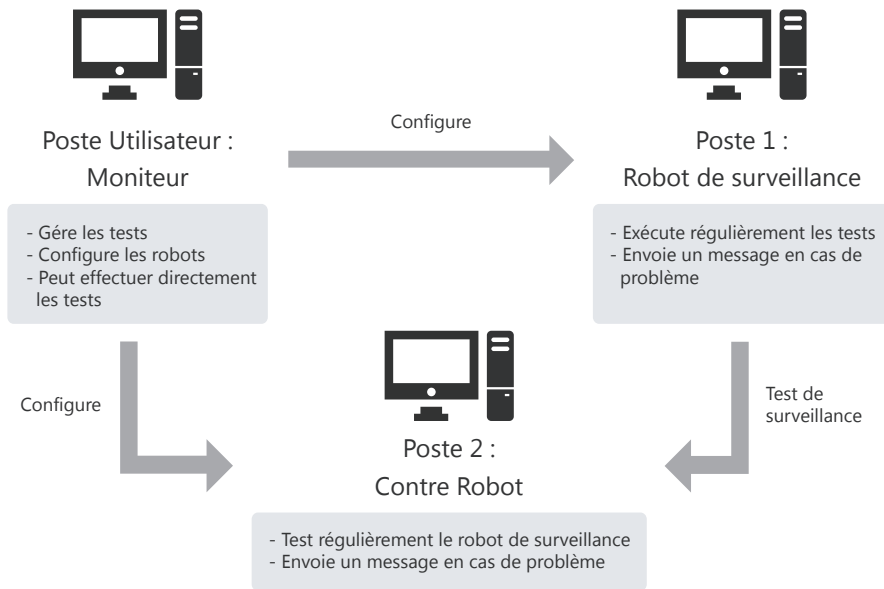 Poste Utilisateur :
Moniteur
- Gére les tests
- Configure les robots
- Peut effectuer directement
les tests
Configure
Poste 1 :
Robot de surveillance
- Exécute régulièrement les tests
- Envoie un message en cas de
problème
Configure
Test de
surveillance
Poste 2 :
Contre Robot
- Test régulièrement le robot de surveillance
- Envoie un message en cas de problème